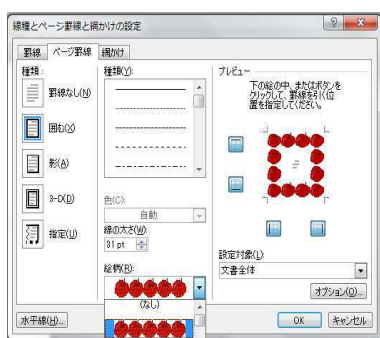 線種とページ罫線と網かけの設定
罫線
ページ罫線
網かけ
種類:
罫線なし(N)
囲む(X)
影(A)
3-D(D)
指定(U)
種類(Y):
色(C):
自動
線の太さ(W):
31 pt
絵柄(R):
(なし)
プレビュー
下の絵の中、またはボタンを
クリックして、罫線を引く位
置を指定してください。
設定対象(L):
文書全体
オプション(O)...
水平線(H)...
OK
キャンセル